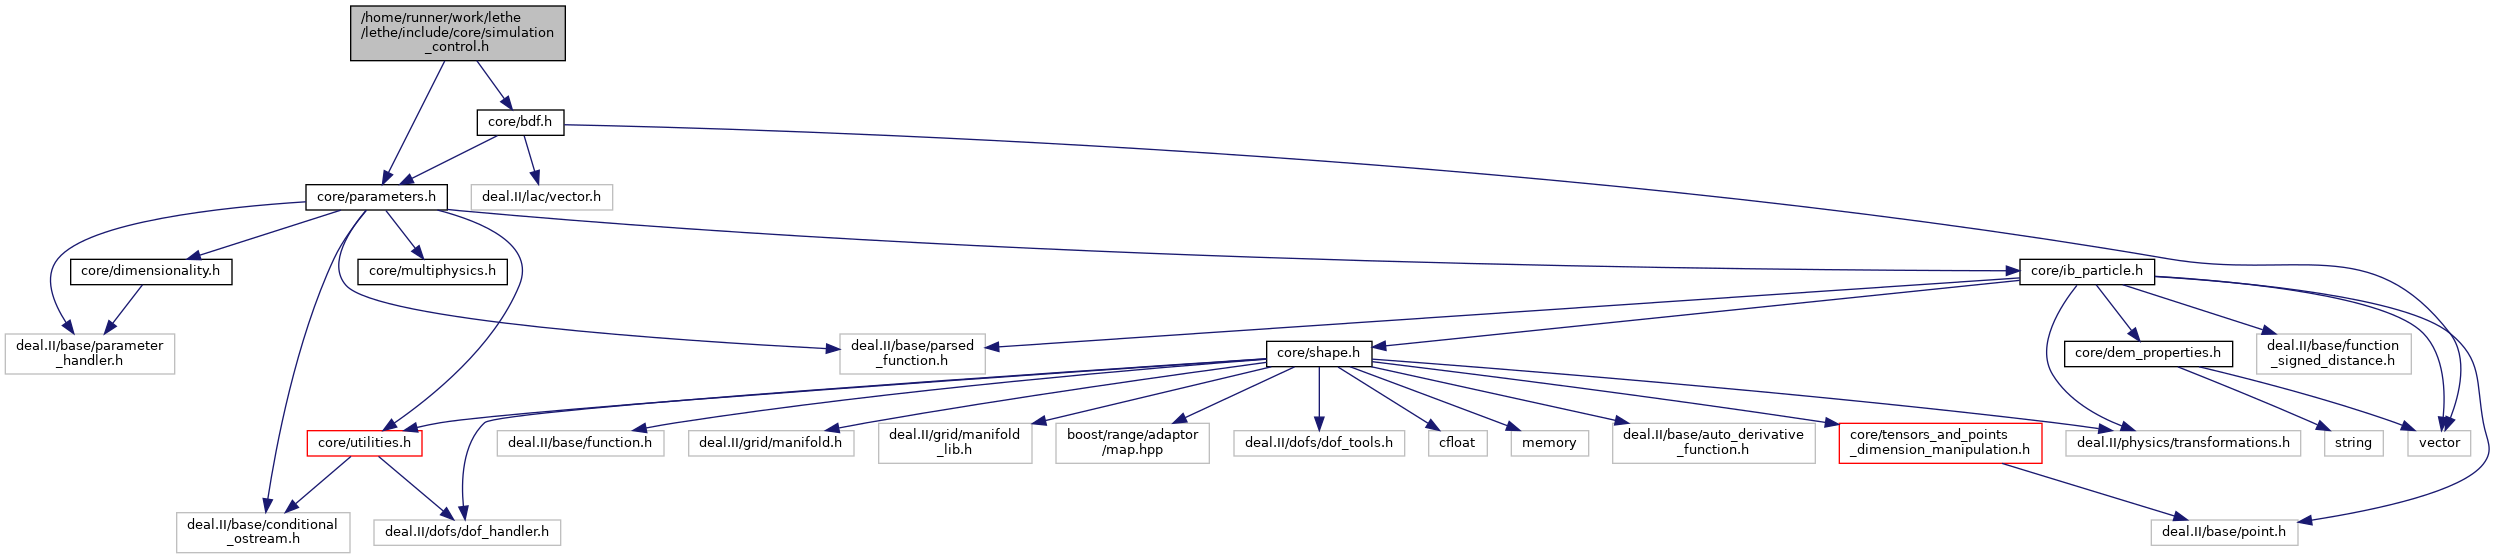 /home/runner/work/lethe
/lethe/include/core/simulation
_control.h
core/bdf.h
core/parameters.h
deal.II/lac/vector.h
core/dimensionality.h
core/multiphysics.h
core/ib_particle.h
deal.II/base/parameter
_handler.h
deal.II/base/parsed
_function.h
core/shape.h
core/dem_properties.h
deal.II/base/function
_signed_distance.h
core/utilities.h
deal.II/base/function.h
deal.II/grid/manifold.h
deal.II/grid/manifold
_lib.h
boost/range/adaptor
/map.hpp
deal.II/dofs/dof_tools.h
cfloat
memory
deal.II/base/auto_derivative
_function.h
core/tensors_and_points
_dimension_manipulation.h
deal.II/physics/transformations.h
string
vector
deal.II/base/conditional
_ostream.h
deal.II/dofs/dof_handler.h
deal.II/base/point.h